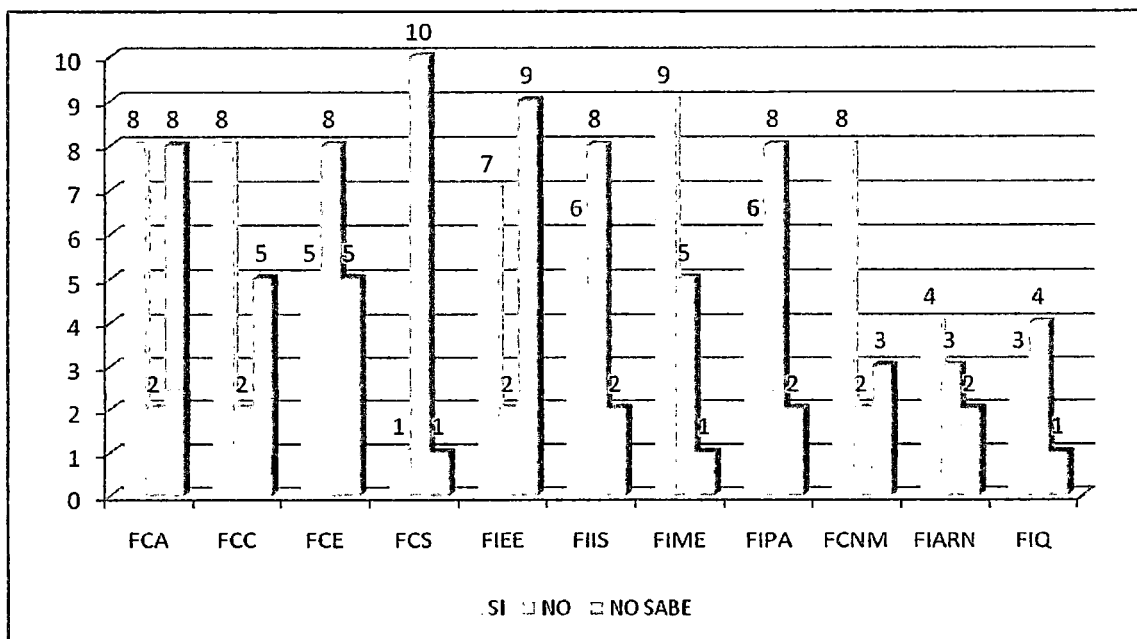 10
10 9 9
9 8 8 8 8 8 8 8
8 7
7 6 6
6 5 5 5 5
5 4 4
4 3 3 3
3 2 2 2 2 2 2 2
2 1 1 1 1
1
0
FCA FCC FCE FCS FIEE FIIS FIME FIPA FCNM FIARN FIQ
SI NO NO SABE